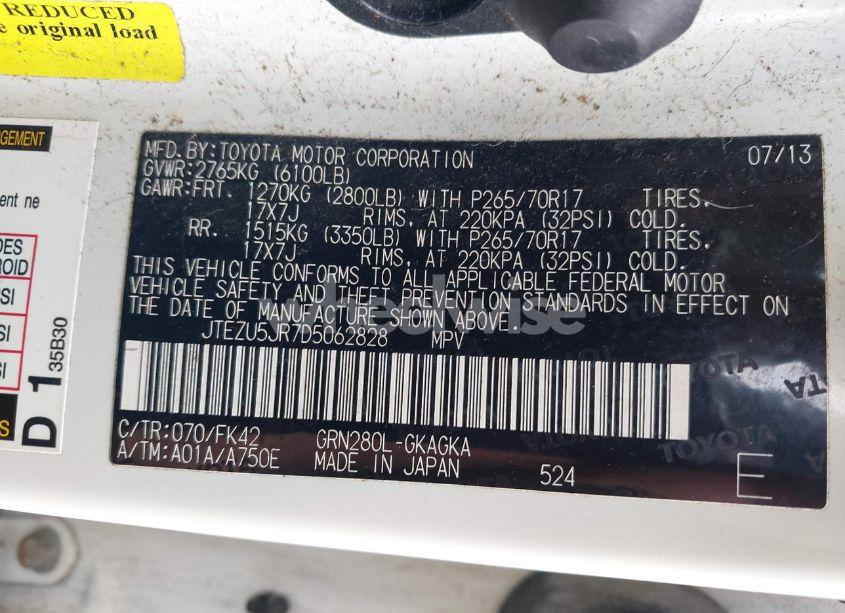 REDUCED
e original load
GEMENT
ent ne
DES
ROID
SI
SI
SI
S
D 1
35B30
MFD.BY:TOYOTA MOTOR CORPORATION 07/13
GVWR:2765KG (6100LB)
GAWR:FRT. 1270KG (2800LB) WITH P265/70R17 TIRES,
17X7J RIMS, AT 220KPA (32PSI) COLD.
RR. 1515KG (3350LB) WITH P265/70R17 TIRES,
17X7J RIMS, AT 220KPA (32PSI) COLD.
THIS VEHICLE CONFORMS TO ALL APPLICABLE FEDERAL MOTOR
VEHICLE SAFETY AND THEFT PREVENTION STANDARDS IN EFFECT ON
THE DATE OF MANUFACTURE SHOWN ABOVE.
JTEZU5JR7D5062828 MPV
TOYOTA
TOYOTA
C/TR:070/FK42 GRN280L-GKAGKA
A/TM:A01A/A750E MADE IN JAPAN 524
E